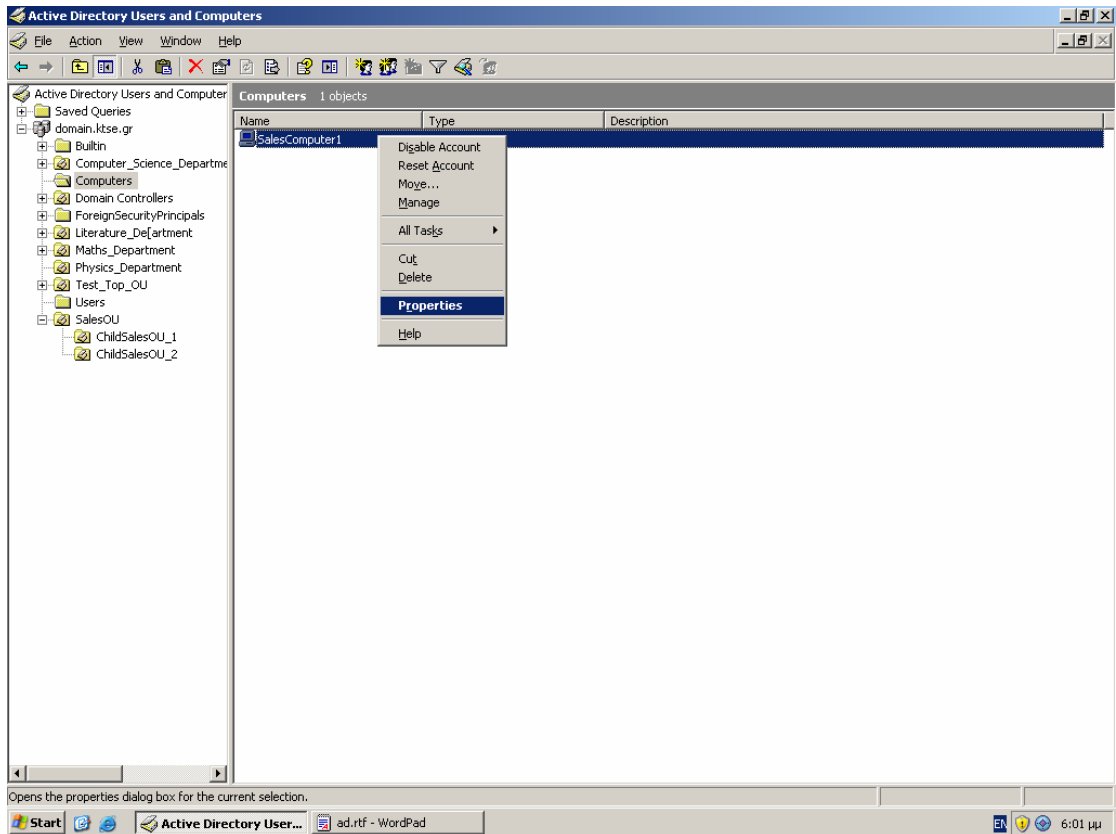 Active Directory Users and Computers
File Action View Window Help
Active Directory Users and Computer
Saved Queries
domain.ktse.gr
Builtin
Computer_Science_Departme
Computers
Domain Controllers
ForeignSecurityPrincipals
Literature_De[artment
Maths_Department
Physics_Department
Test_Top_OU
Users
SalesOU
ChildSalesOU_1
ChildSalesOU_2
Computers 1 objects
Name Type Description
SalesComputer1
Disable Account
Reset Account
Move...
Manage
All Tasks
Cut
Delete
Properties
Help
Opens the properties dialog box for the current selection.
Start Active Directory User... ad.rtf - WordPad EN 6:01 μμ